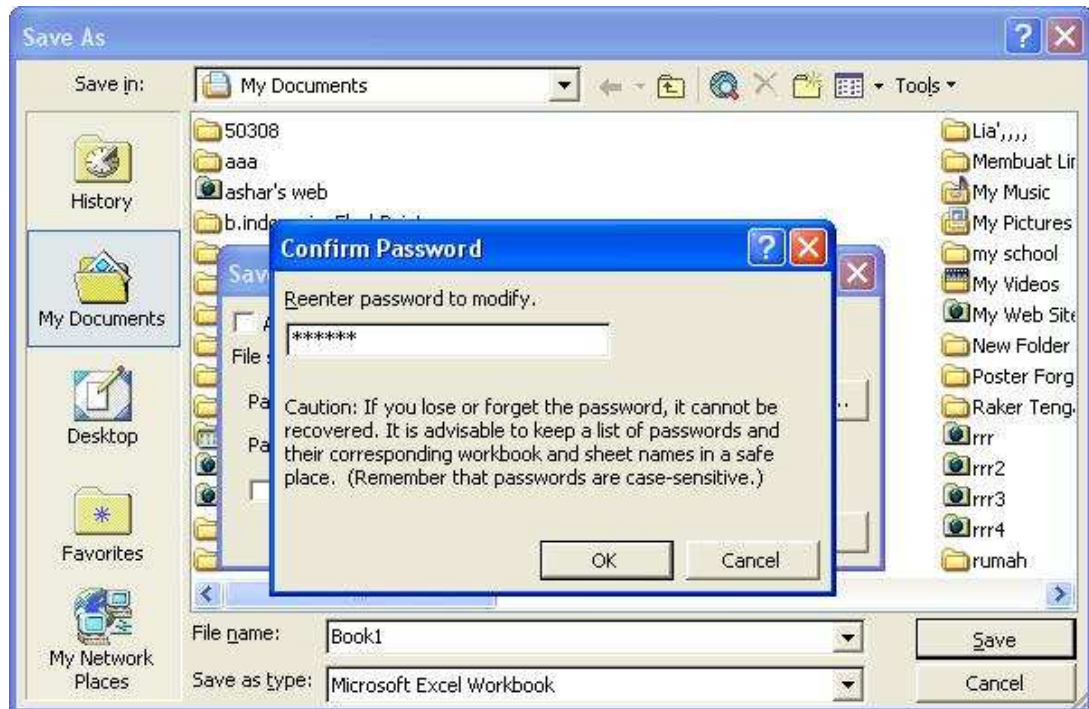 Save As
Save in:
My Documents
Tools
History
My Documents
Desktop
Favorites
My Network
Places
50308
aaa
ashar's web
Lia',,,,
Membuat Lir
My Music
My Pictures
my school
My Videos
My Web Site
New Folder
Poster Forg
Raker Teng
rrr
rrr2
rrr3
rrr4
rumah
Sav
File s
Pa
Pa
Confirm Password
Reenter password to modify.
******
Caution: If you lose or forget the password, it cannot be
recovered. It is advisable to keep a list of passwords and
their corresponding workbook and sheet names in a safe
place. (Remember that passwords are case-sensitive.)
OK
Cancel
File name:
Book1
Save
Save as type:
Microsoft Excel Workbook
Cancel